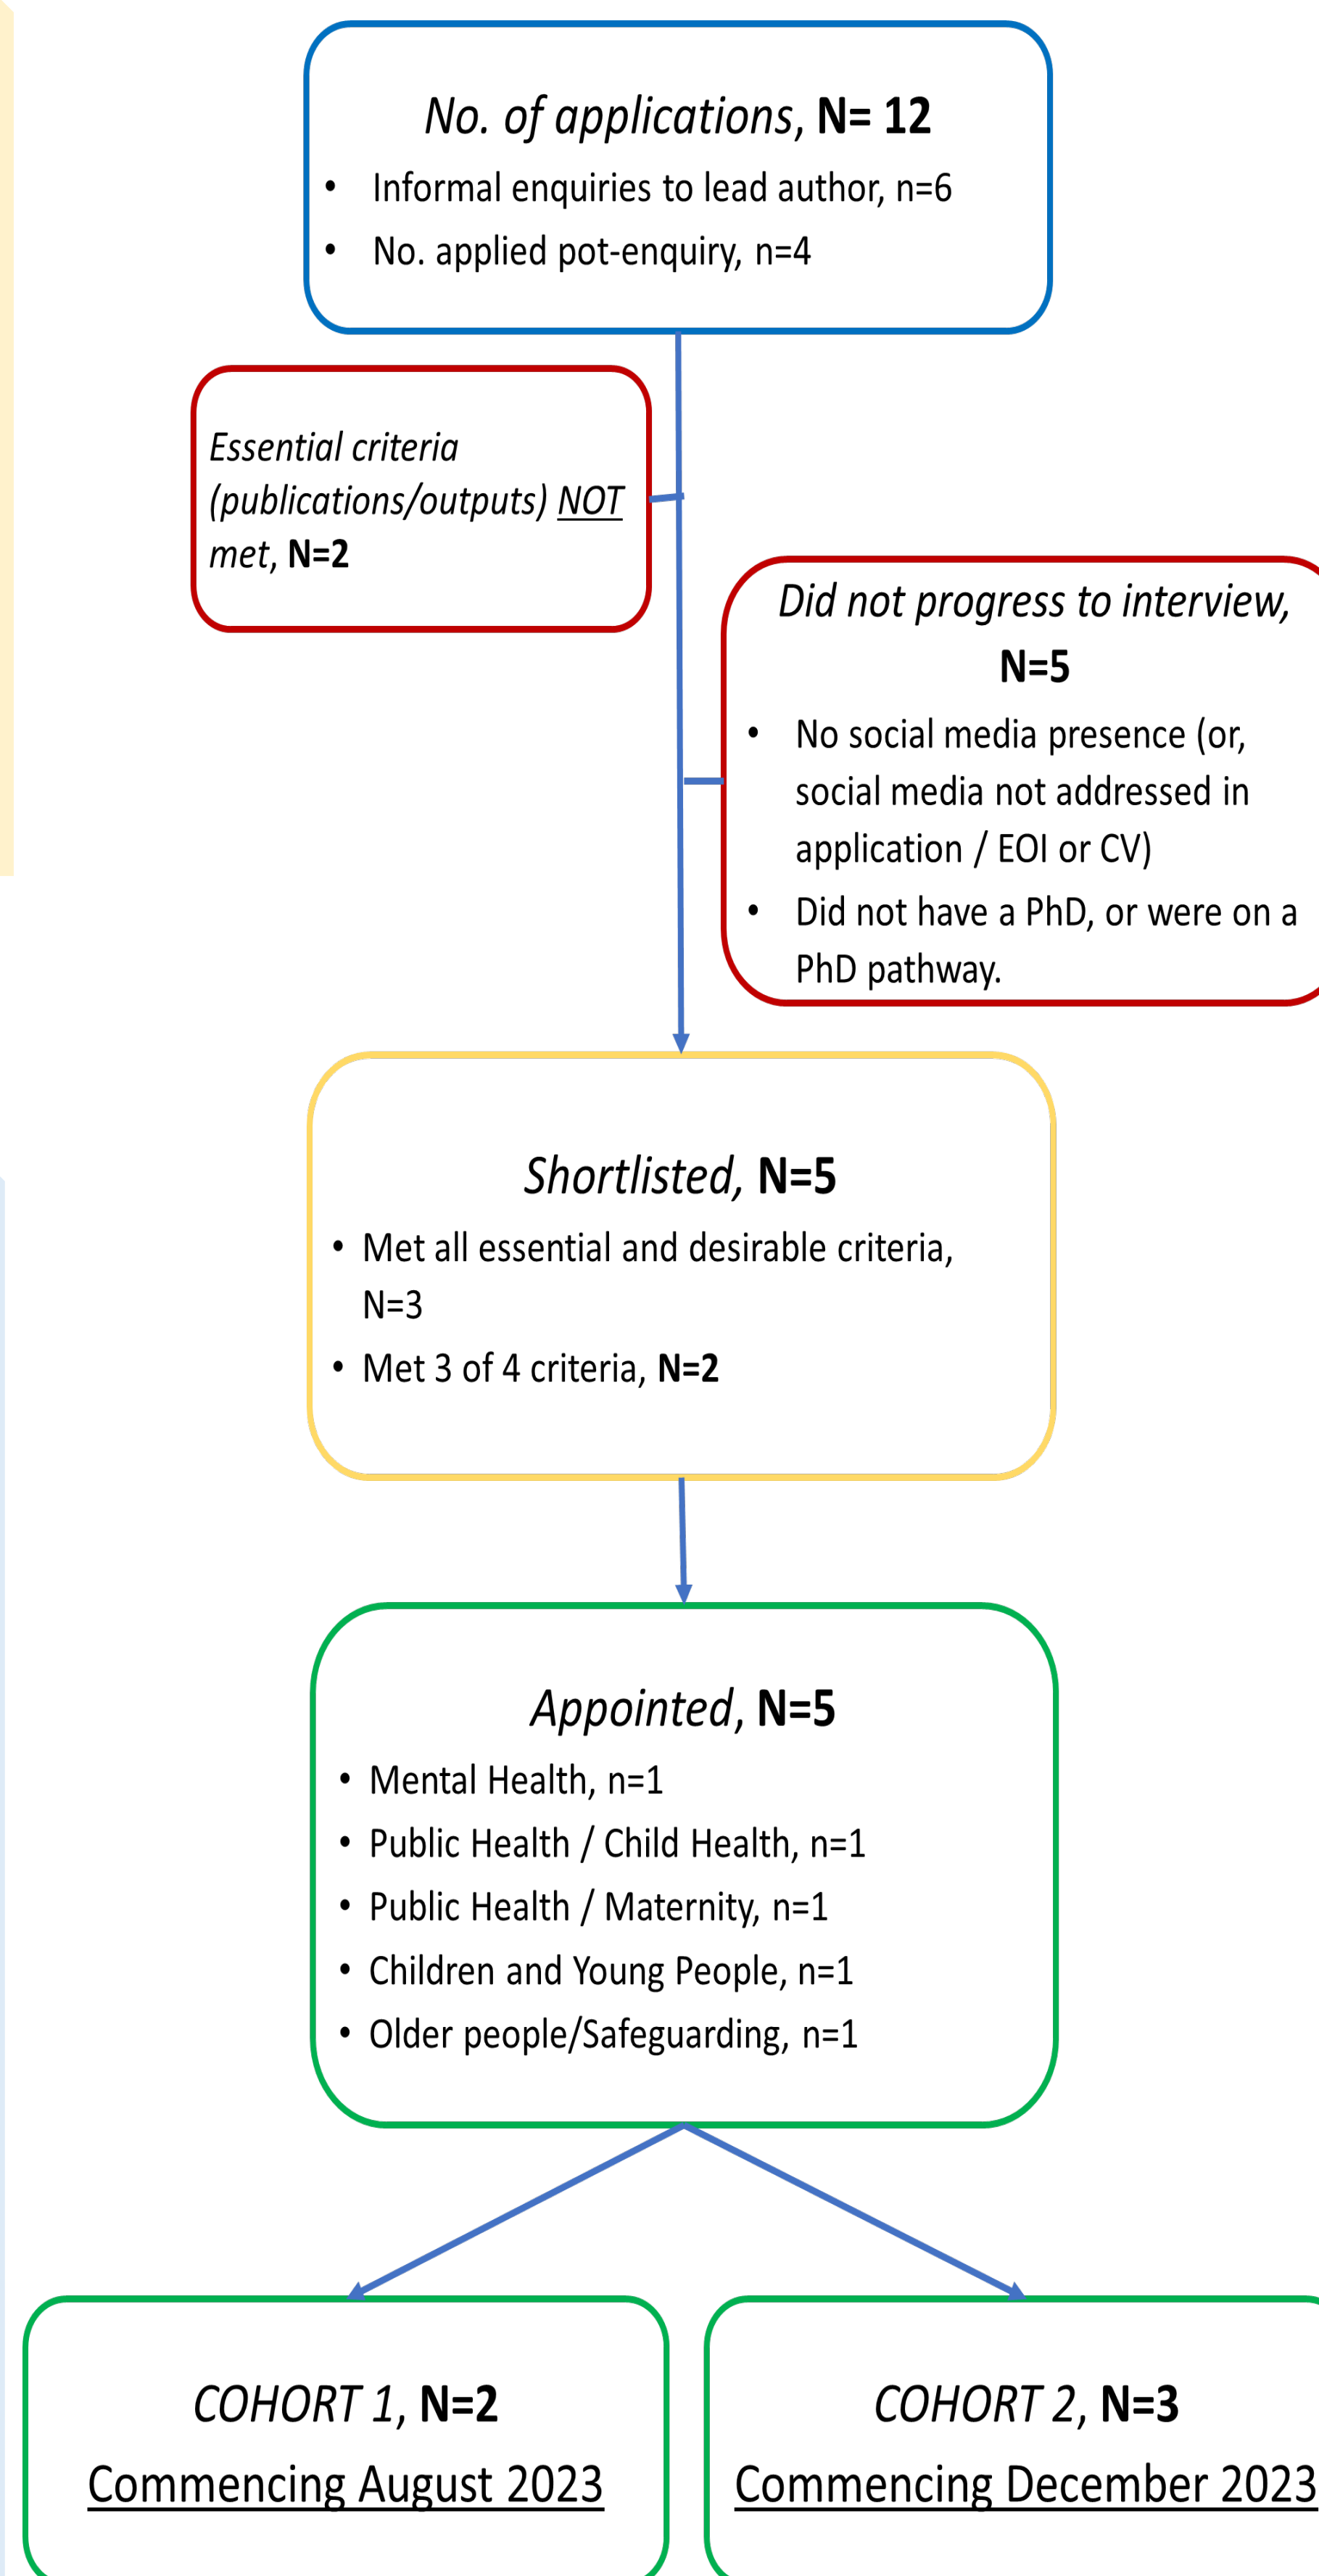 No. of applications, N= 12
• Informal enquiries to lead author, n=6
• No. applied pot-enquiry, n=4
Essential criteria
(publications/outputs) NOT
met, N=2
Did not progress to interview,
N=5
• No social media presence (or,
social media not addressed in
application / EOI or CV)
• Did not have a PhD, or were on a
PhD pathway.
Shortlisted, N=5
• Met all essential and desirable criteria,
N=3
• Met 3 of 4 criteria, N=2
Appointed, N=5
• Mental Health, n=1
• Public Health / Child Health, n=1
• Public Health / Maternity, n=1
• Children and Young People, n=1
• Older people/Safeguarding, n=1
COHORT 1, N=2
Commencing August 2023
COHORT 2, N=3
Commencing December 2023